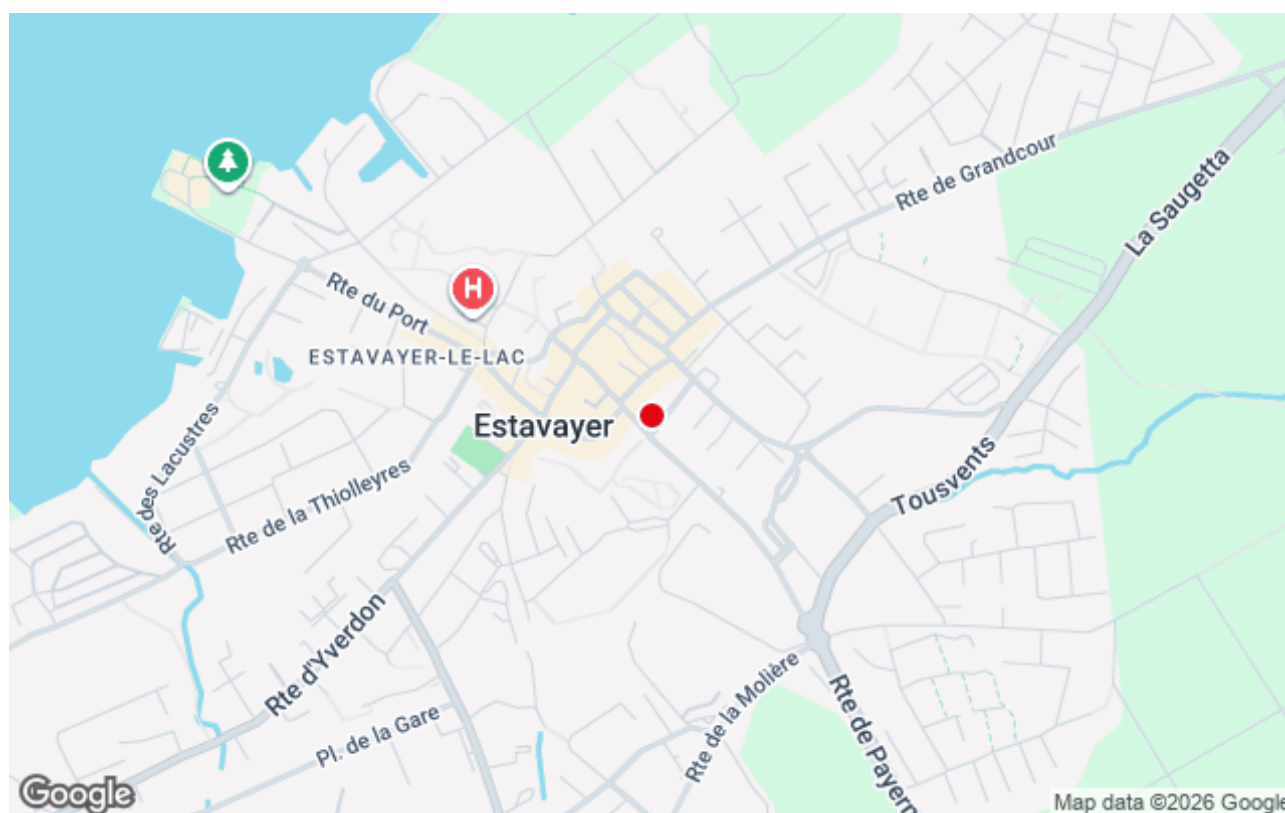 Rte de Grandcour
La Saugetta
H
Rte du Port
ESTAVAYER-LE-LAC
Estavayer
Rte des Lacustres
Rte de la Thiolleyres
Tousvents
Rte d'Yverdon
Rte de la Molière
Rte de Payern
Pl. de la Gare
Google
Map data ©2026 Google